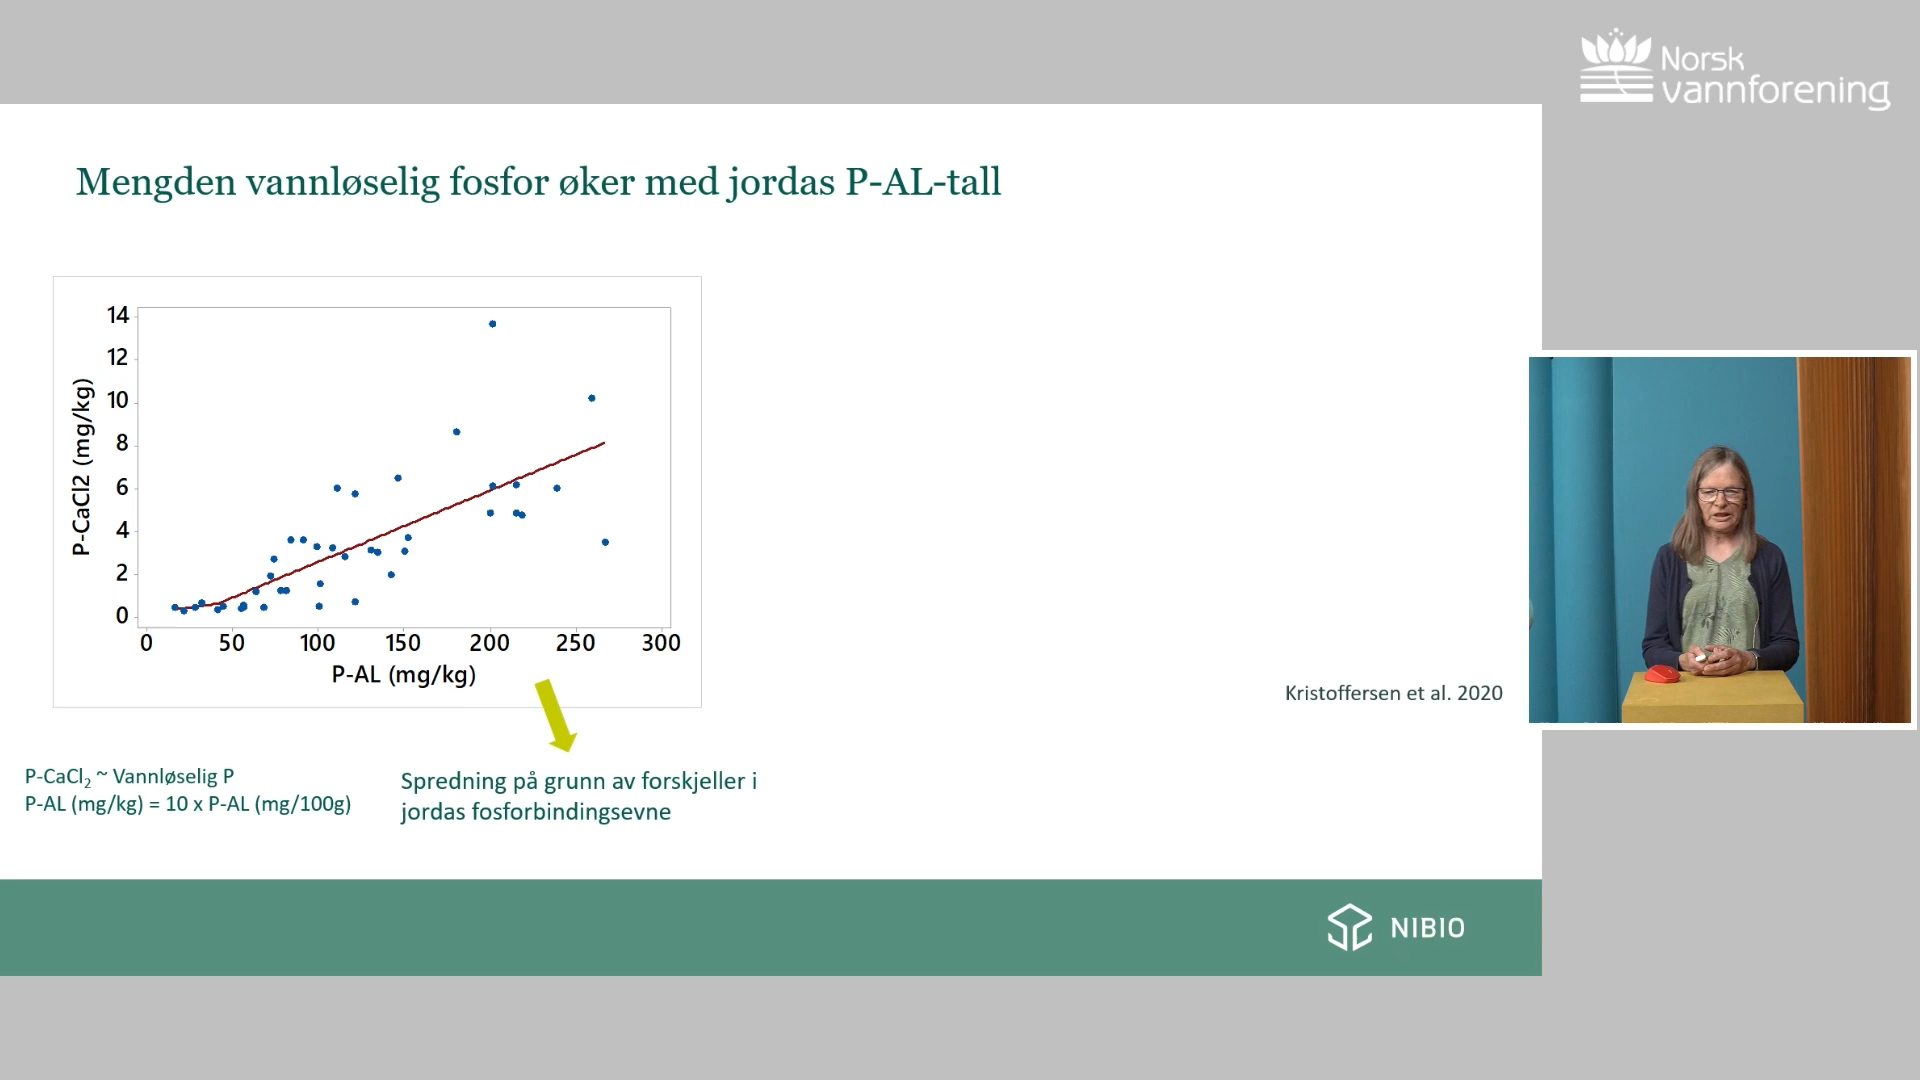 Norsk
vannforening
Mengden vannløselig fosfor øker med jordas P-AL-tall
14
12
10
8
6
4
2
0
P-CaCl2 (mg/kg)
0 50 100 150 200 250 300
P-AL (mg/kg)
Kristoffersen et al. 2020
P-CaCl₂ ~ Vannløselig P
P-AL (mg/kg) = 10 x P-AL (mg/100g)
Spredning på grunn av forskjeller i
jordas fosforbindingsevne
NIBIO